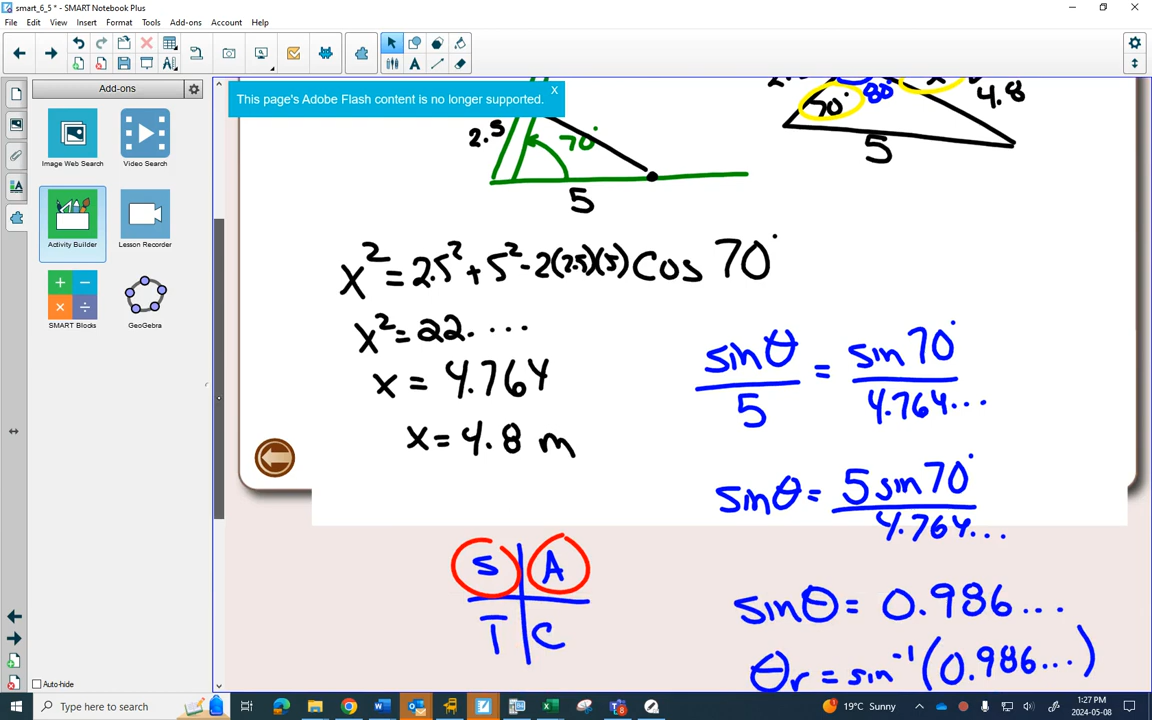 smart_6_5 * - SMART Notebook Plus
File Edit View Insert Format Tools Add-ons Account Help
Add-ons
Image Web Search
Video Search
Activity Builder
Lesson Recorder
SMART Blocks
GeoGebra
Auto-hide
This page's Adobe Flash content is no longer supported. X
2.5
70°
5
70°
80°
4.8
5
x² = 2.5² + 5² - 2(2.5)(5) cos 70°
x² = 22. ...
x = 4.764
x = 4.8 m
sinθ/5 = sin 70°/4.764...
sinθ = 5 sin 70°/4.764...
S A
T C
sinθ = 0.986 ...
θr = sin⁻¹(0.986...)
Type here to search
19°C Sunny
1:27 PM
2024-05-08